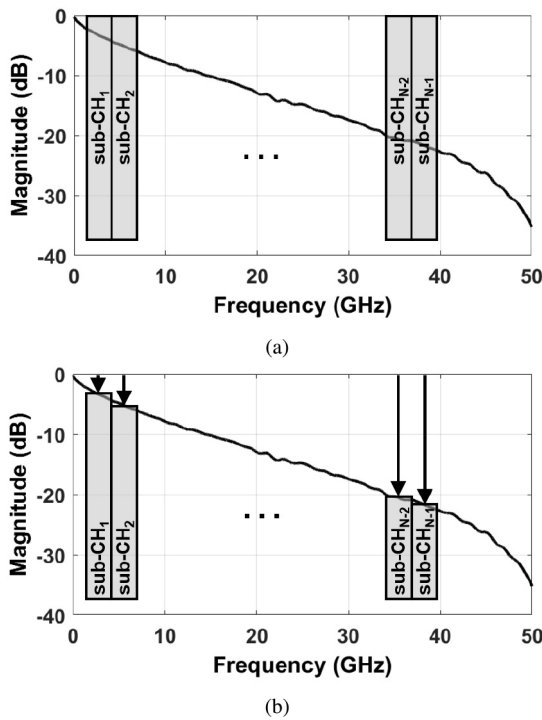 0
-10
-20
-30
-40
Magnitude (dB)
sub-CH1
sub-CH2
...
sub-CHN-2
sub-CHN-1
0 10 20 30 40 50
Frequency (GHz)
(a)
0
-10
-20
-30
-40
Magnitude (dB)
sub-CH1
sub-CH2
...
sub-CHN-2
sub-CHN-1
0 10 20 30 40 50
Frequency (GHz)
(b)